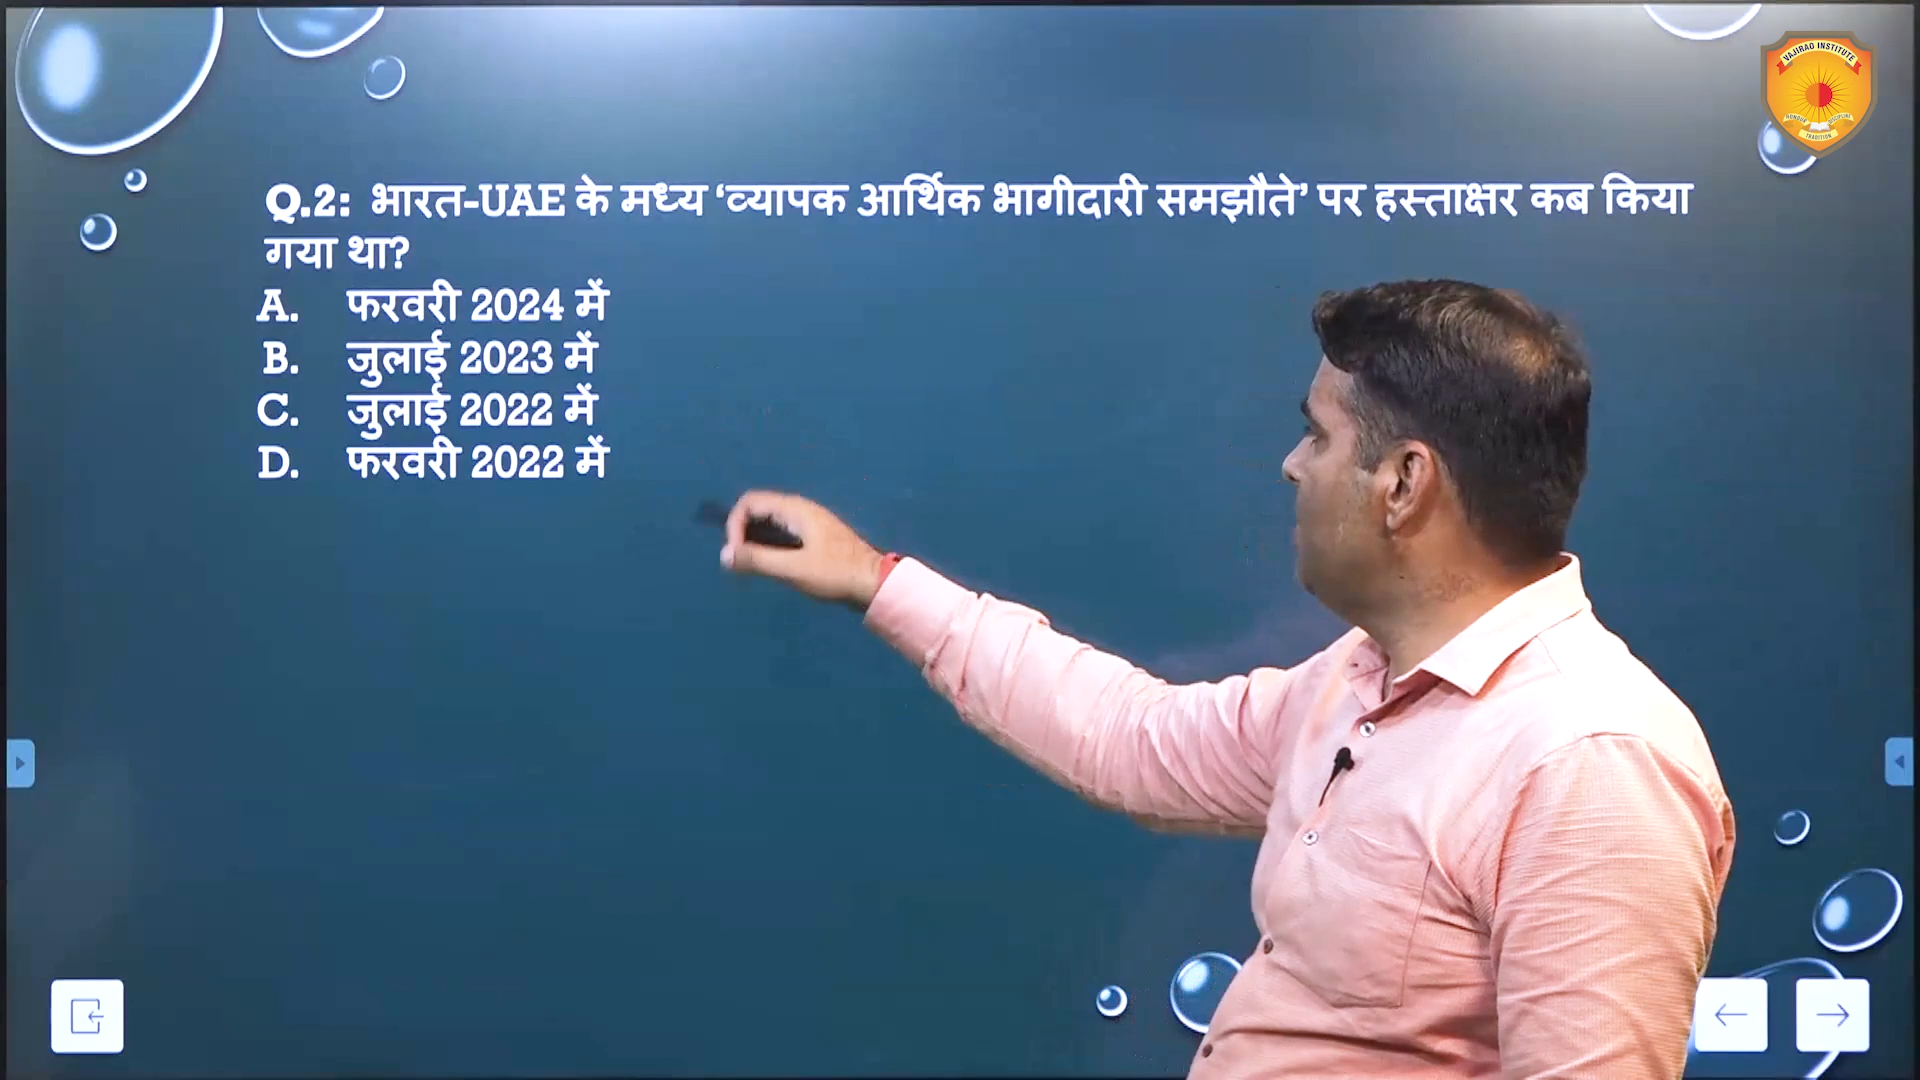 VAJIRAO INSTITUTE
TRADITION
Q.2: भारत-UAE के मध्य ‘व्यापक आर्थिक भागीदारी समझौते’ पर हस्ताक्षर कब किया
गया था?
A. फरवरी 2024 में
B. जुलाई 2023 में
C. जुलाई 2022 में
D. फरवरी 2022 में